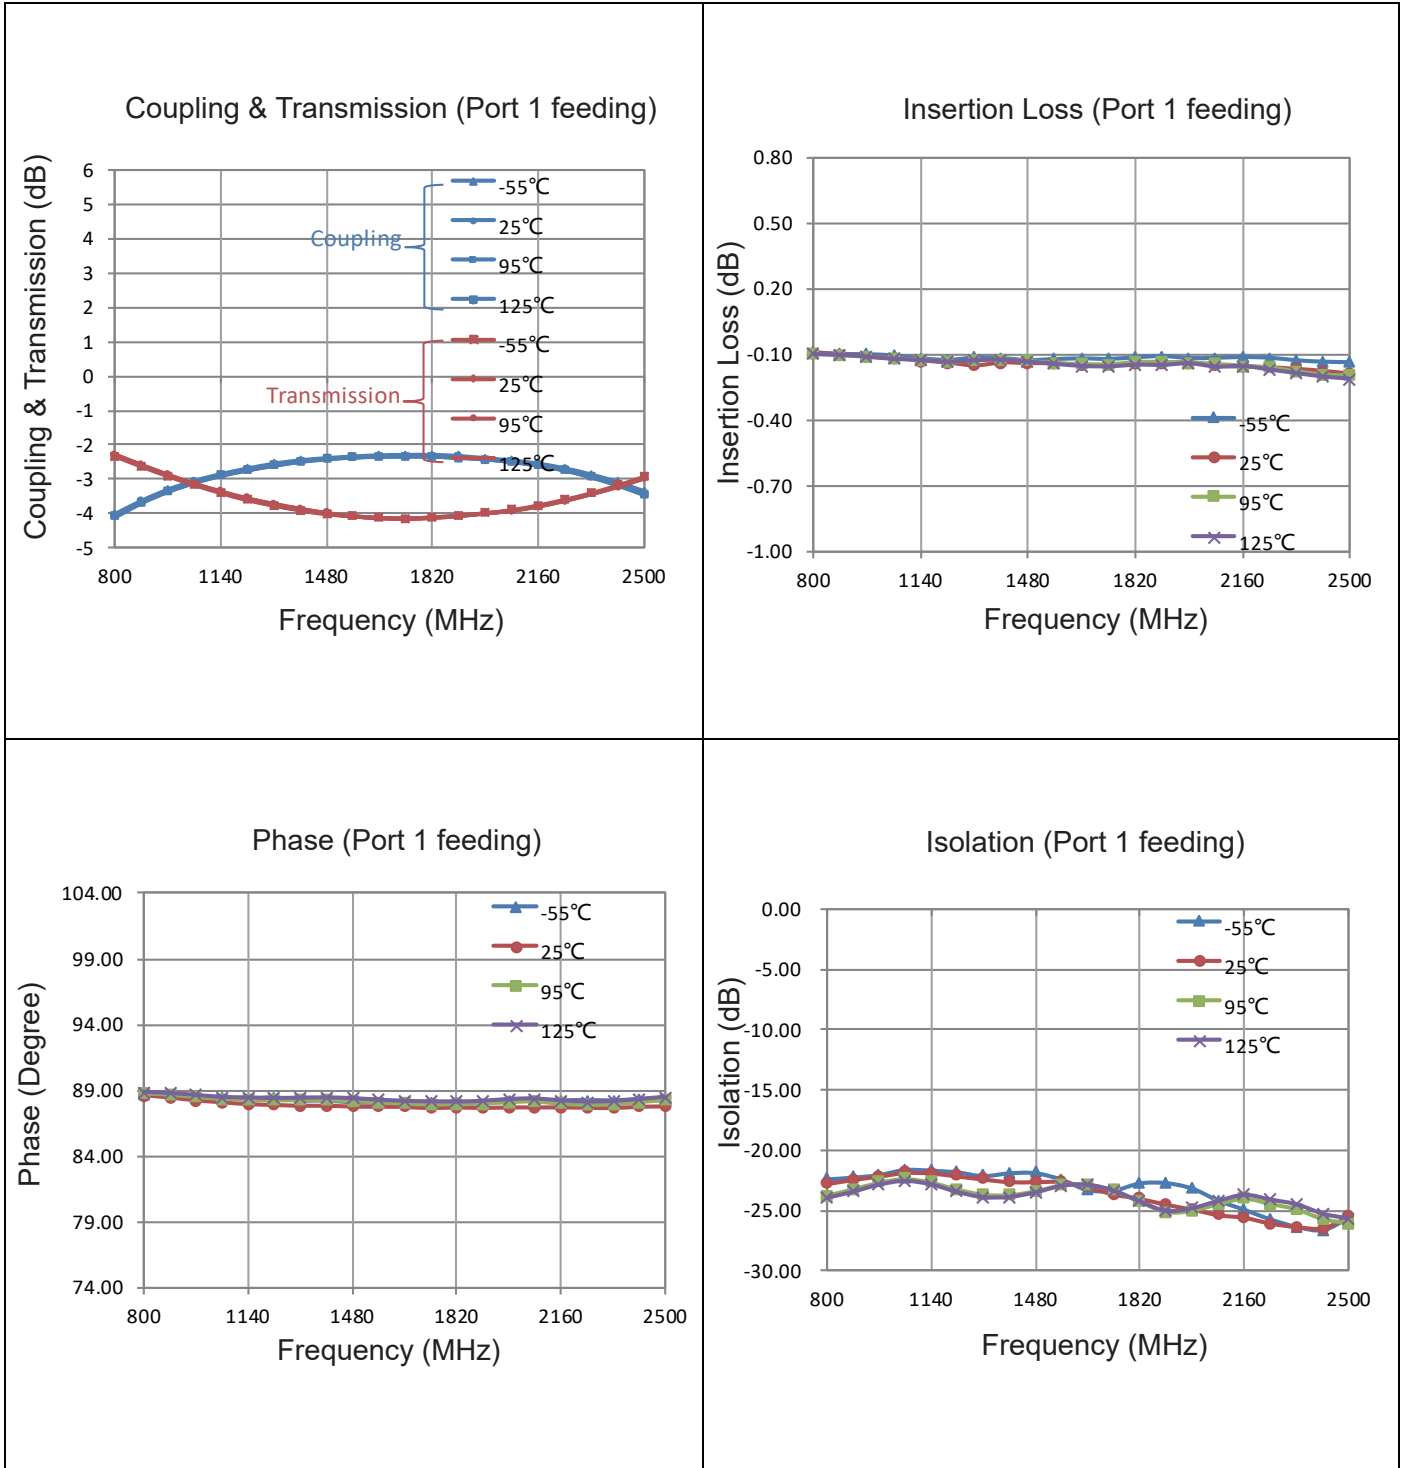 Coupling & Transmission (Port 1 feeding)
Coupling & Transmission (dB)
6
5
4
3
2
1
0
-1
-2
-3
-4
-5
Coupling
-55℃
25℃
95℃
125℃
Transmission
-55℃
25℃
95℃
125℃
800 1140 1480 1820 2160 2500
Frequency (MHz)
Insertion Loss (Port 1 feeding)
Insertion Loss (dB)
0.80
0.50
0.20
-0.10
-0.40
-0.70
-1.00
-55℃
25℃
95℃
125℃
800 1140 1480 1820 2160 2500
Frequency (MHz)
Phase (Port 1 feeding)
Phase (Degree)
104.00
99.00
94.00
89.00
84.00
79.00
74.00
-55℃
25℃
95℃
125℃
800 1140 1480 1820 2160 2500
Frequency (MHz)
Isolation (Port 1 feeding)
Isolation (dB)
0.00
-5.00
-10.00
-15.00
-20.00
-25.00
-30.00
-55℃
25℃
95℃
125℃
800 1140 1480 1820 2160 2500
Frequency (MHz)